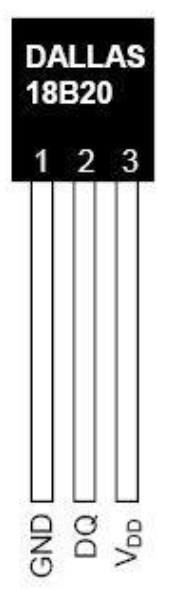 DALLAS
18B20
1 2 3
GND DQ VDD